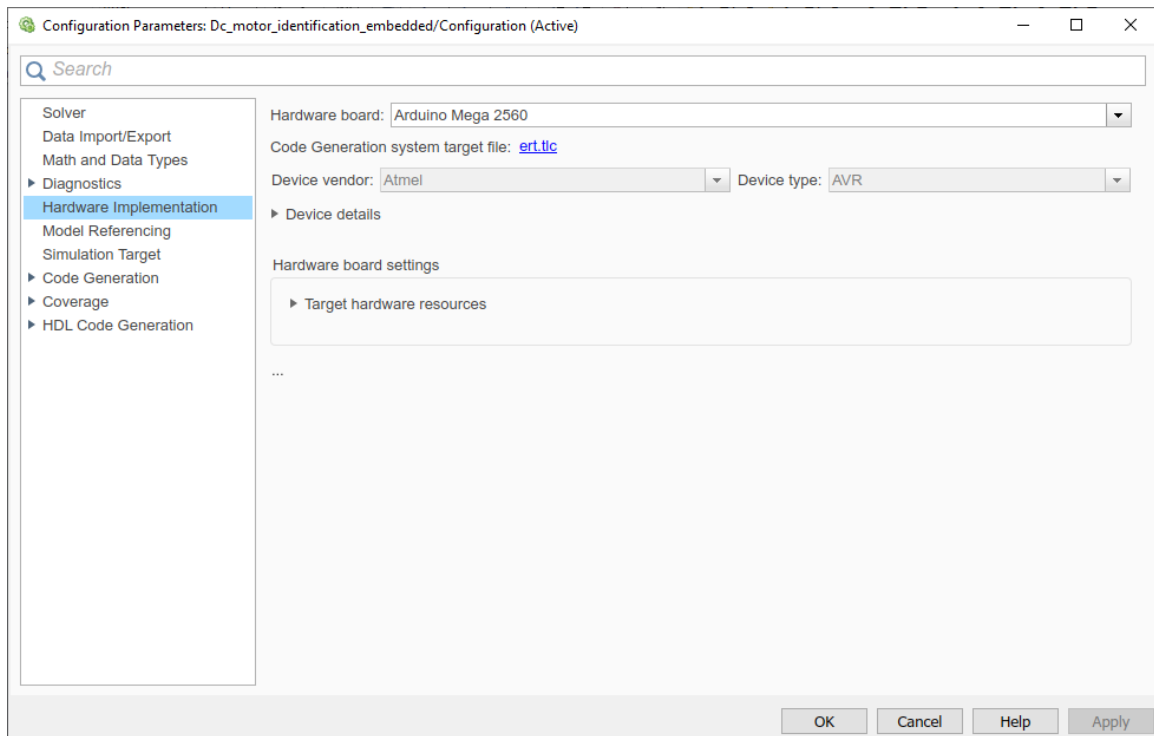 Configuration Parameters: Dc_motor_identification_embedded/Configuration (Active)
Search
Solver
Data Import/Export
Math and Data Types
Diagnostics
Hardware Implementation
Model Referencing
Simulation Target
Code Generation
Coverage
HDL Code Generation
Hardware board: Arduino Mega 2560
Code Generation system target file: ert.tlc
Device vendor: Atmel Device type: AVR
Device details
Hardware board settings
Target hardware resources
...
OK Cancel Help Apply